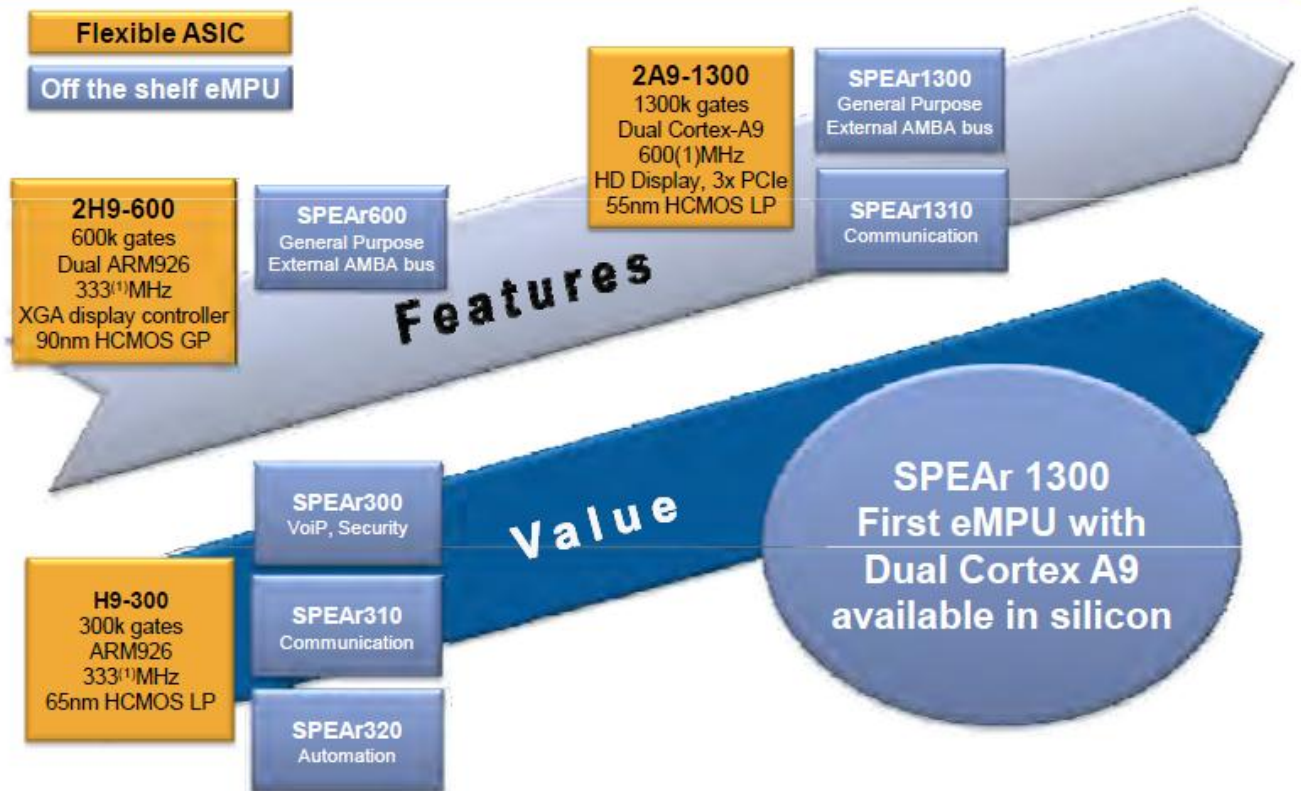 Flexible ASIC
Off the shelf eMPU
2H9-600
600k gates
Dual ARM926
333⁽¹⁾MHz
XGA display controller
90nm HCMOS GP
SPEAr600
General Purpose
External AMBA bus
2A9-1300
1300k gates
Dual Cortex-A9
600(1)MHz
HD Display, 3x PCIe
55nm HCMOS LP
SPEAr1300
General Purpose
External AMBA bus
SPEAr1310
Communication
Features
H9-300
300k gates
ARM926
333⁽¹⁾MHz
65nm HCMOS LP
SPEAr300
VoiP, Security
SPEAr310
Communication
SPEAr320
Automation
Value
SPEAr 1300
First eMPU with
Dual Cortex A9
available in silicon